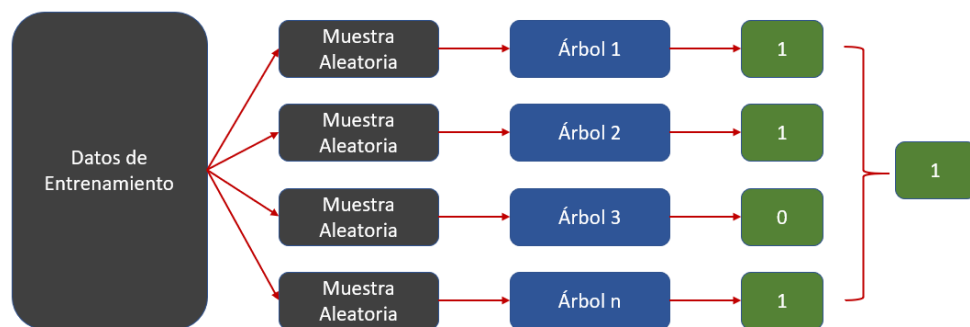 Datos de
Entrenamiento
Muestra
Aleatoria
Árbol 1
1
Muestra
Aleatoria
Árbol 2
1
Muestra
Aleatoria
Árbol 3
0
Muestra
Aleatoria
Árbol n
1
1